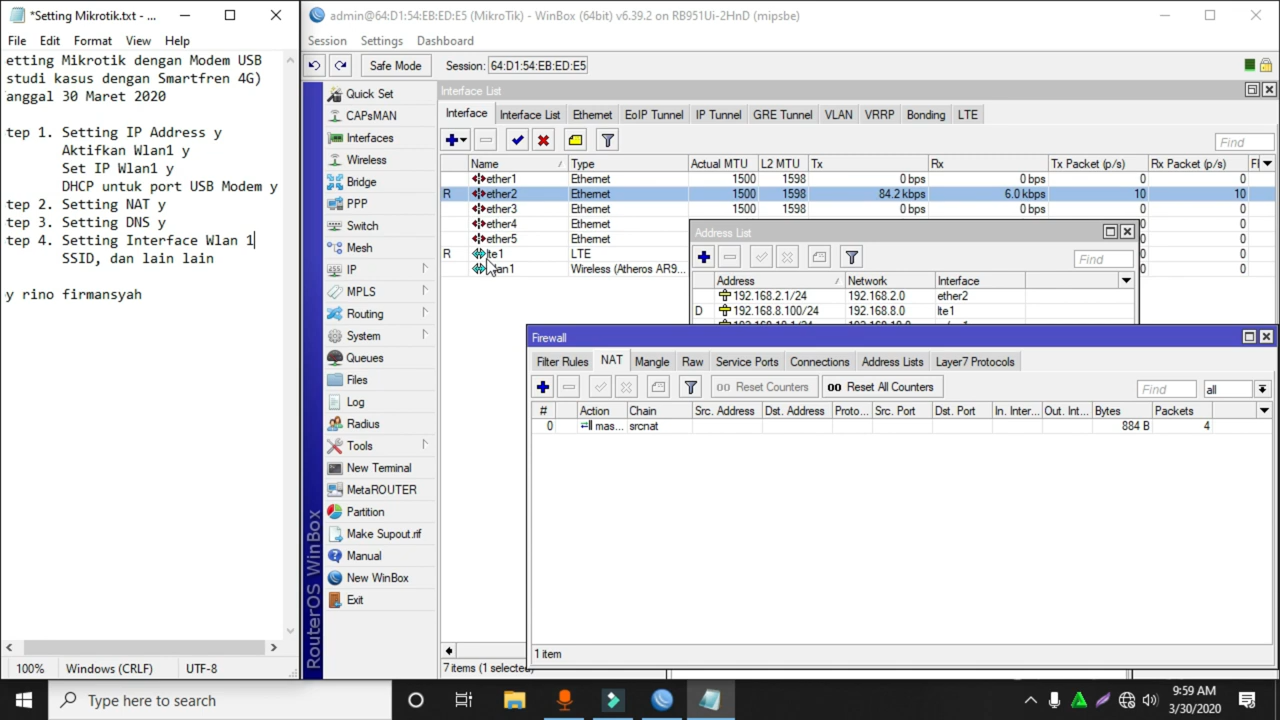 *Setting Mikrotik.txt - ...
File Edit Format View Help
etting Mikrotik dengan Modem USB
studi kasus dengan Smartfren 4G)
anggal 30 Maret 2020
tep 1. Setting IP Address y
Aktifkan Wlan1 y
Set IP Wlan1 y
DHCP untuk port USB Modem y
tep 2. Setting NAT y
tep 3. Setting DNS y
tep 4. Setting Interface Wlan 1
SSID, dan lain lain
y rino firmansyah
100% Windows (CRLF) UTF-8
admin@64:D1:54:EB:ED:E5 (MikroTik) - WinBox (64bit) v6.39.2 on RB951Ui-2HnD (mipsbe)
Session Settings Dashboard
Safe Mode Session: 64:D1:54:EB:ED:E5
RouterOS WinBox
Quick Set
CAPsMAN
Interfaces
Wireless
Bridge
PPP
Switch
Mesh
IP
MPLS
Routing
System
Queues
Files
Log
Radius
Tools
New Terminal
MetaROUTER
Partition
Make Supout.rif
Manual
New WinBox
Exit
Interface List
Interface Interface List Ethernet EoIP Tunnel IP Tunnel GRE Tunnel VLAN VRRP Bonding LTE
Find
Name Type Actual MTU L2 MTU Tx Rx Tx Packet (p/s) Rx Packet (p/s)
ether1 Ethernet 1500 1598 0 bps 0 bps 0 0
R ether2 Ethernet 1500 1598 84.2 kbps 6.0 kbps 10 10
ether3 Ethernet 1500 1598 0 bps 0 bps 0 0
ether4 Ethernet 0
ether5 Ethernet 0
R lte1 LTE 0
Wireless (Atheros AR9... 0
7 items (1 selected
Address List
Find
Address Network Interface
192.168.2.1/24 192.168.2.0 ether2
D 192.168.8.100/24 192.168.8.0 lte1
Firewall
Filter Rules NAT Mangle Raw Service Ports Connections Address Lists Layer7 Protocols
00 Reset Counters 00 Reset All Counters Find all
# Action Chain Src. Address Dst. Address Proto... Src. Port Dst. Port In. Inter... Out. Int... Bytes Packets
0 mas... srcnat 884 B 4
1 item
Type here to search
9:59 AM
3/30/2020